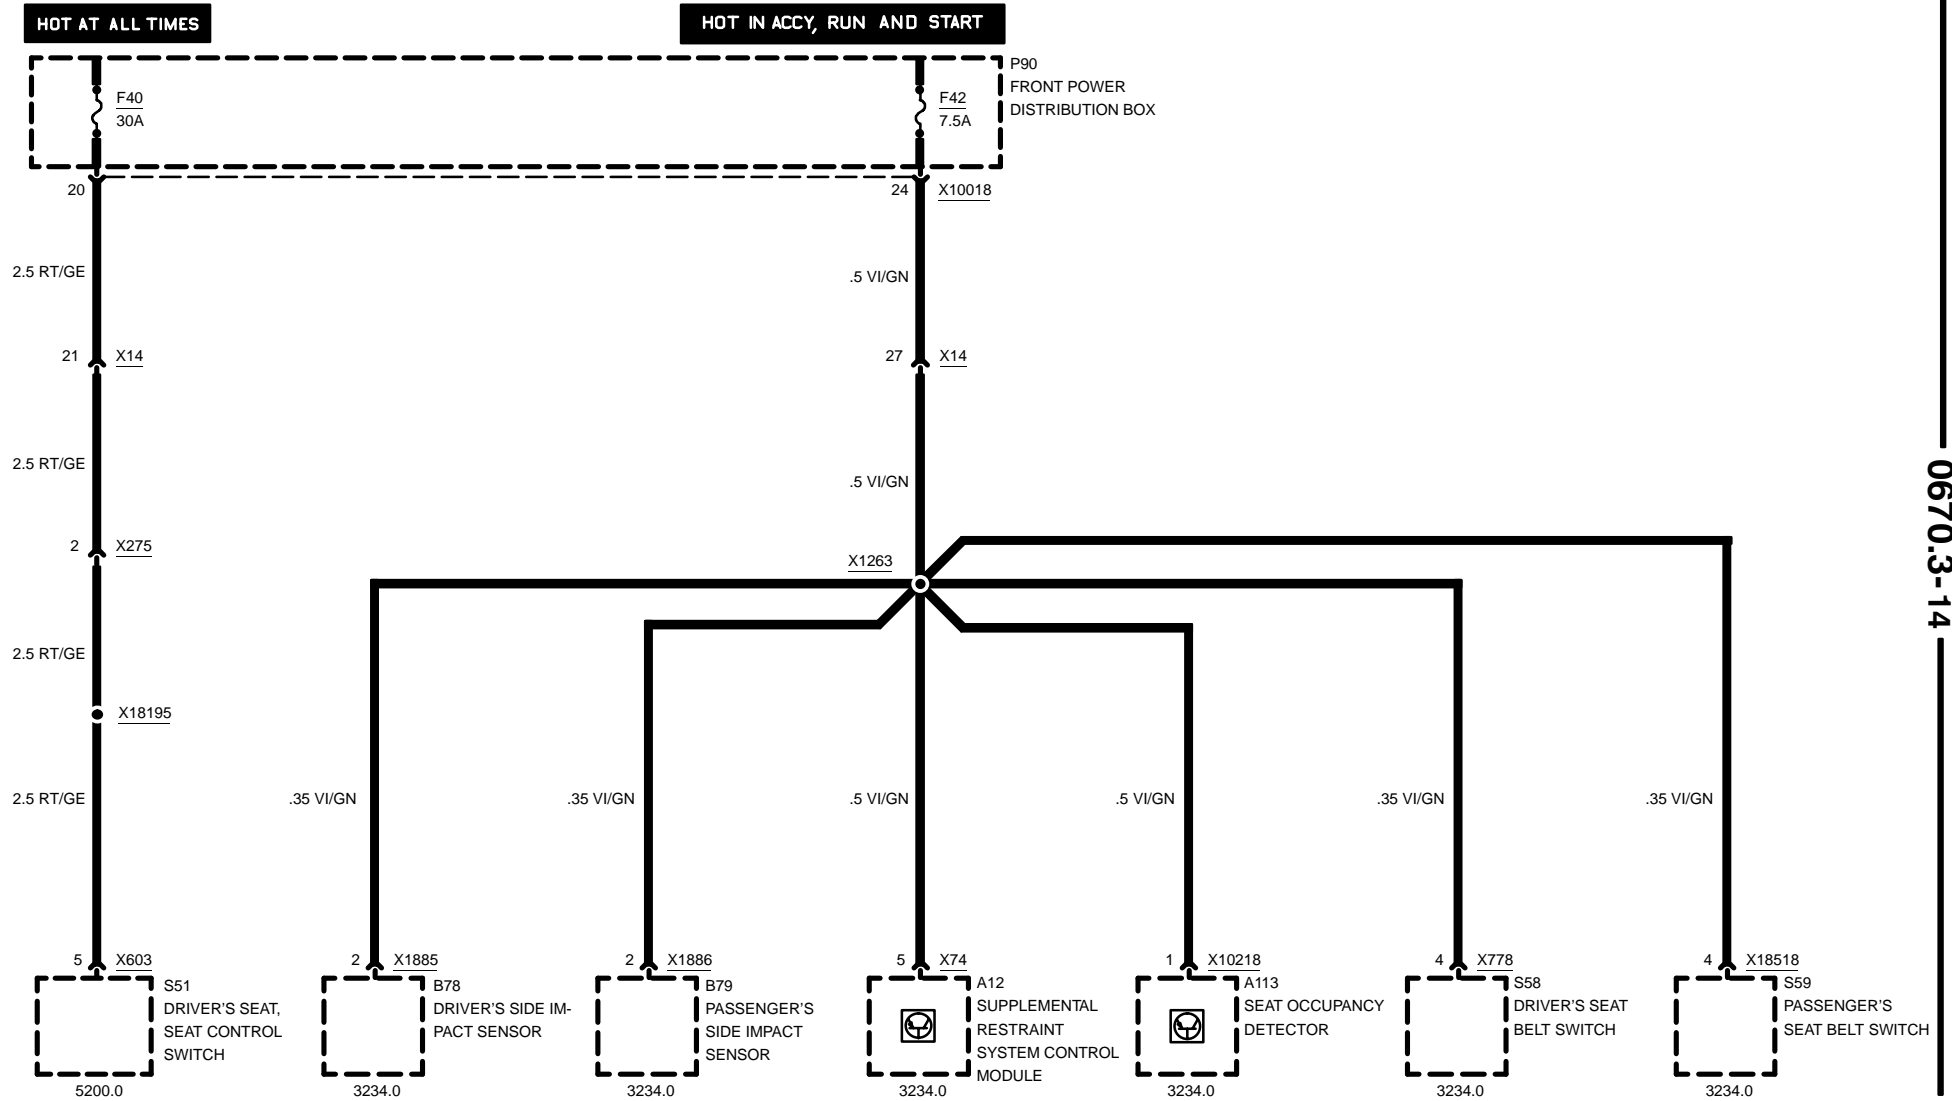 HOT AT ALL TIMES
HOT IN ACCY, RUN AND START
P90
FRONT POWER
DISTRIBUTION BOX
F40
30A
F42
7.5A
20
24 X10018
2.5 RT/GE
.5 VI/GN
21 X14
27 X14
2.5 RT/GE
.5 VI/GN
2 X275
X1263
0670.3-14
2.5 RT/GE
X18195
2.5 RT/GE
.35 VI/GN
.35 VI/GN
.5 VI/GN
.5 VI/GN
.35 VI/GN
.35 VI/GN
5 X603
2 X1885
2 X1886
5 X74
1 X10218
4 X778
4 X18518
S51
DRIVER'S SEAT,
SEAT CONTROL
SWITCH
B78
DRIVER'S SIDE IM-
PACT SENSOR
B79
PASSENGER'S
SIDE IMPACT
SENSOR
A12
SUPPLEMENTAL
RESTRAINT
SYSTEM CONTROL
MODULE
A113
SEAT OCCUPANCY
DETECTOR
S58
DRIVER'S SEAT
BELT SWITCH
S59
PASSENGER'S
SEAT BELT SWITCH
5200.0
3234.0
3234.0
3234.0
3234.0
3234.0
3234.0